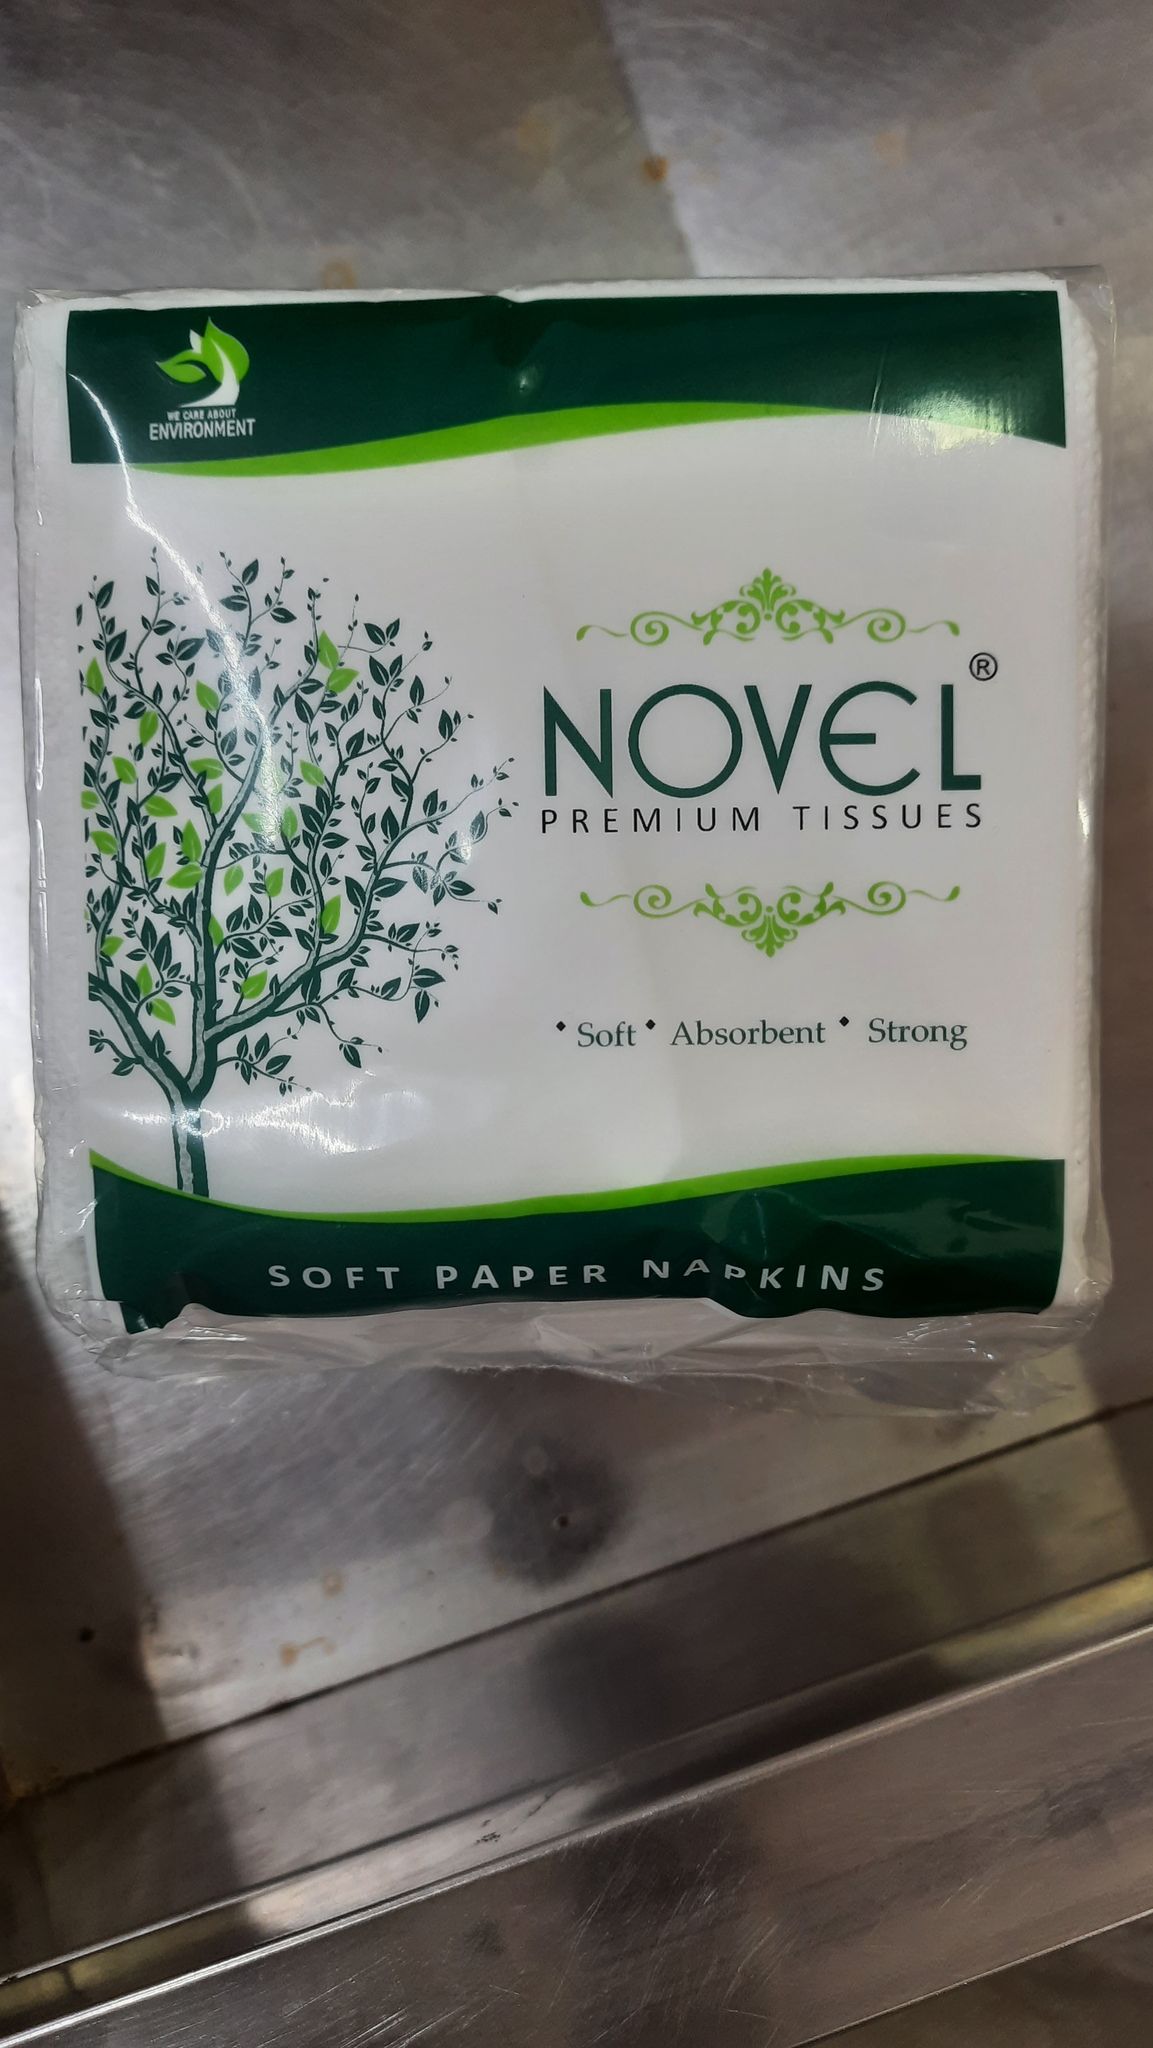 WE CARE ABOUT
ENVIRONMENT
NOVEL®
PREMIUM TISSUES
• Soft • Absorbent • Strong
SOFT PAPER NAPKINS